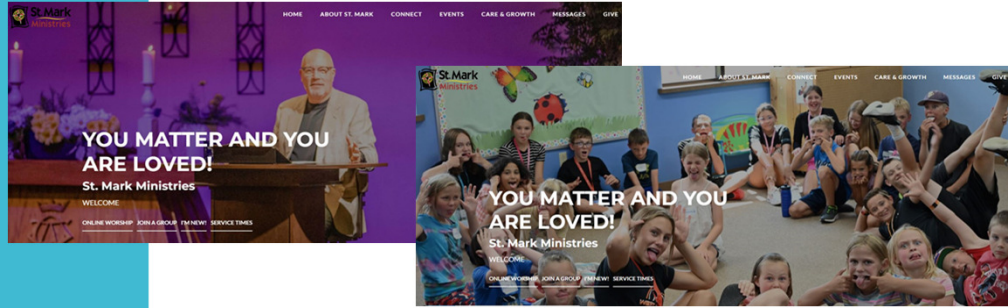 St.Mark
Ministries
HOME ABOUT ST. MARK CONNECT EVENTS CARE & GROWTH MESSAGES GIVE
YOU MATTER AND YOU
ARE LOVED!
St. Mark Ministries
WELCOME
ONLINE WORSHIP JOIN A GROUP I'M NEW! SERVICE TIMES
St.Mark
Ministries
HOME ABOUT ST. MARK CONNECT EVENTS CARE & GROWTH MESSAGES GIVE
YOU MATTER AND YOU
ARE LOVED!
St. Mark Ministries
WELCOME
ONLINE WORSHIP JOIN A GROUP I'M NEW! SERVICE TIMES